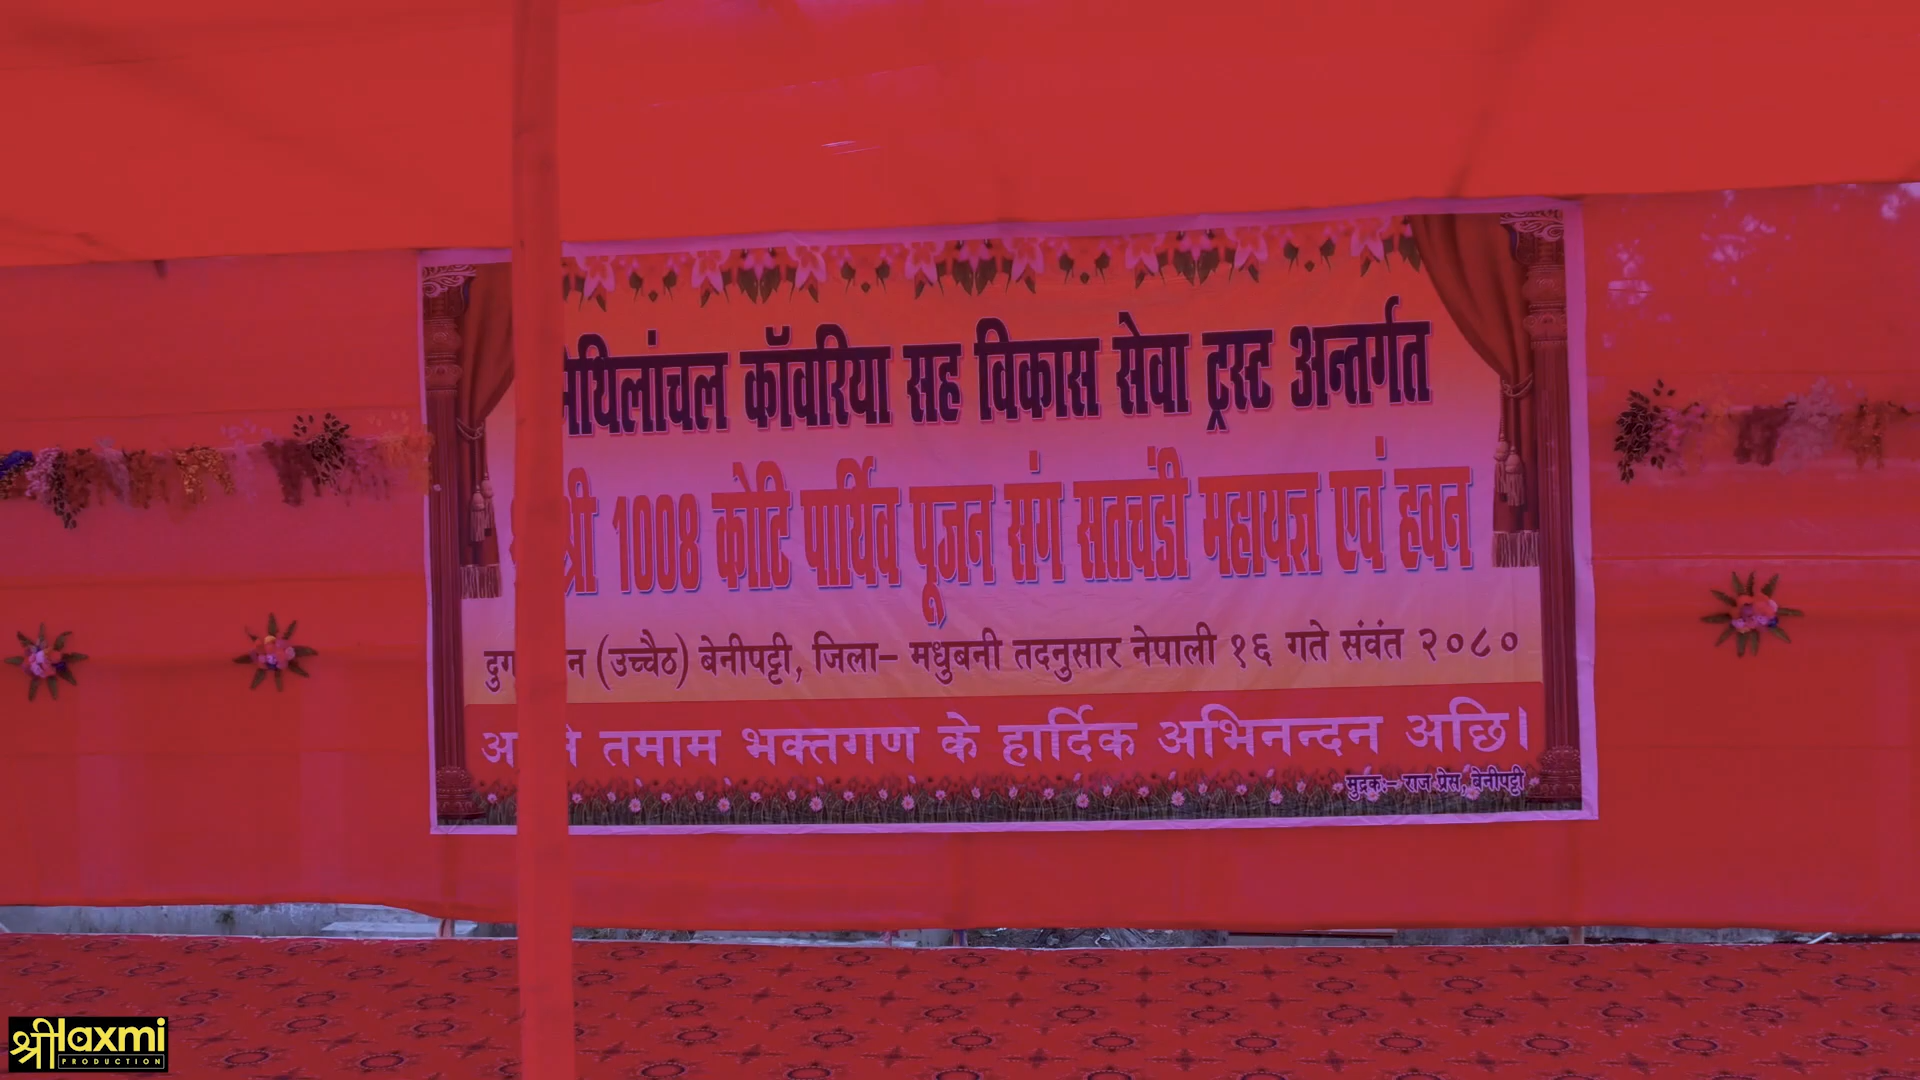 कॉवरिया सह विकास सेवा ट्रस्ट अन्तर्गत
श्री 1008 कोटि पार्थिव पूजन संग सतचंडी महायज्ञ एवं हवन
(उच्चैठ) बेनीपट्टी, जिला- मधुबनी तदनुसार नेपाली १६ गते संवंत २०८०
तमाम भक्तगण के हार्दिक अभिनन्दन अछि।
मुद्रकः- राज प्रेस, बेनीपट्टी
श्रीlaxmi
PRODUCTION